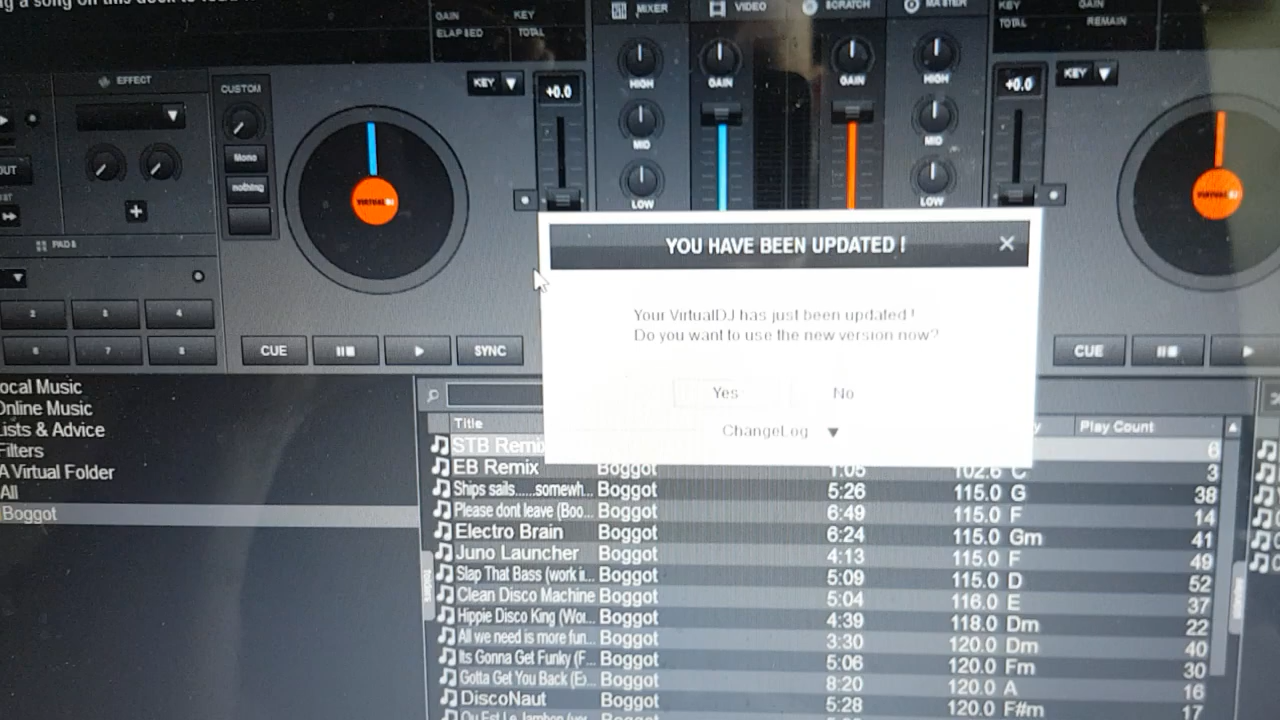 GAIN KEY
ELAPSED TOTAL
MIXER VIDEO SCRATCH MASTER
KEY GAIN
TOTAL REMAIN
EFFECT
CUSTOM
KEY +0.0
HIGH GAIN GAIN HIGH
+0.0 KEY
MID MID
Mono
OUT
nothing
LOW LOW
VIRTUAL DJ
VIRTUAL DJ
PADS
2 3 4
6 7 8
CUE SYNC
CUE
YOU HAVE BEEN UPDATED !
Your VirtualDJ has just been updated !
Do you want to use the new version now?
Yes No
ChangeLog
ocal Music
Online Music
Lists & Advice
Filters
A Virtual Folder
All
Boggot
Title Play Count
STB Remix 6
EB Remix Boggot 1:05 102.6 C 3
Ships sails......somewh... Boggot 5:26 115.0 G 38
Please dont leave (Boo... Boggot 6:49 115.0 F 14
Electro Brain Boggot 6:24 115.0 Gm 41
Juno Launcher Boggot 4:13 115.0 F 49
Slap That Bass (work i... Boggot 5:09 115.0 D 52
Clean Disco Machine Boggot 5:04 116.0 E 37
Hippie Disco King (Wor... Boggot 4:39 118.0 Dm 22
All we need is more fun... Boggot 3:30 120.0 Dm 40
Its Gonna Get Funky (F... Boggot 5:06 120.0 Fm 30
Gotta Get You Back (E... Boggot 8:20 120.0 A 16
DiscoNaut Boggot 5:28 120.0 F#m 17
folders